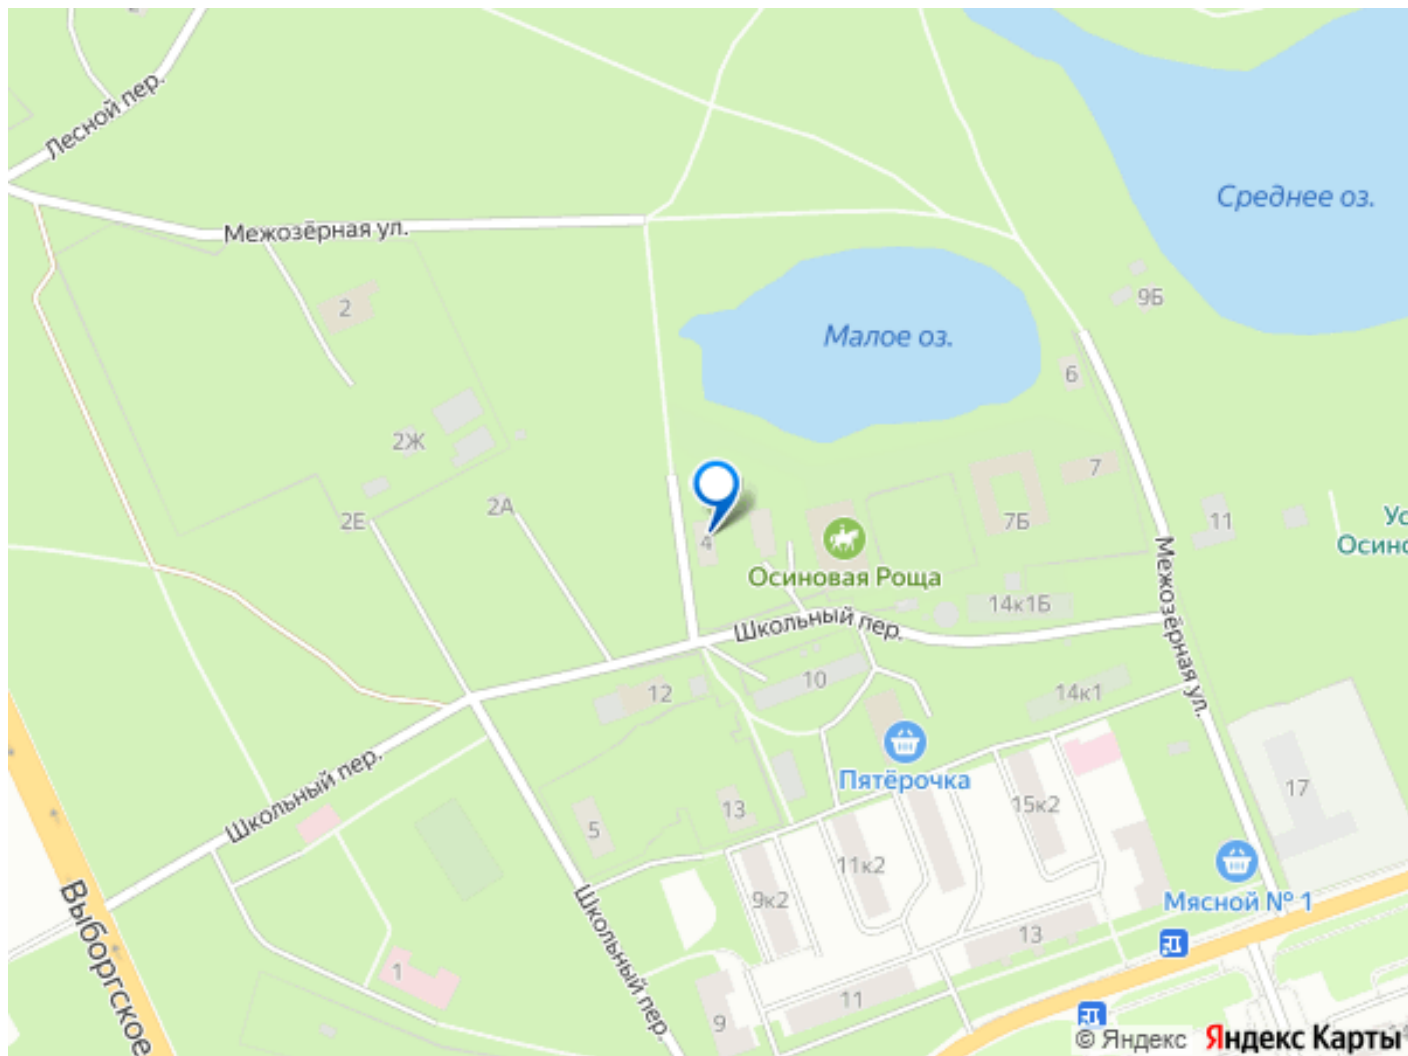 Лесной пер.
Среднее оз.
Межозёрная ул.
2
9Б
Малое оз.
6
2Ж
7
2А
2Е
7Б
11
Ус
Осино
4
Осиновая Роща
14к1Б
Школьный пер.
Межозёрная ул.
10
12
14к1
Пятёрочка
Школьный пер.
17
15к2
13
5
11к2
Мясной № 1
9к2
Выборгское
Школьный пер.
13
1
11
9
© Яндекс
Яндекс Карты